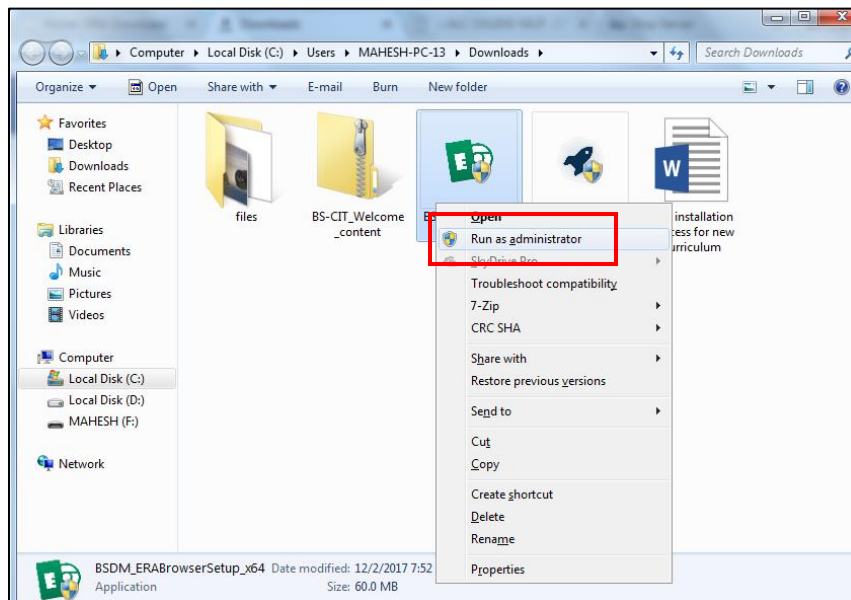 Computer ▸ Local Disk (C:) ▸ Users ▸ MAHESH-PC-13 ▸ Downloads ▸
Search Downloads
Organize Open Share with E-mail Burn New folder
Favorites
Desktop
Downloads
Recent Places
Libraries
Documents
Music
Pictures
Videos
Computer
Local Disk (C:)
Local Disk (D:)
MAHESH (F:)
Network
files
BS-CIT_Welcome
_content
installation
for new
Open
Run as administrator
SkyDrive Pro
Troubleshoot compatibility
7-Zip
CRC SHA
Share with
Restore previous versions
Send to
Cut
Copy
Create shortcut
Delete
Rename
Properties
BSDM_ERABrowserSetup_x64 Date modified: 12/2/2017 7:52
Application Size: 60.0 MB